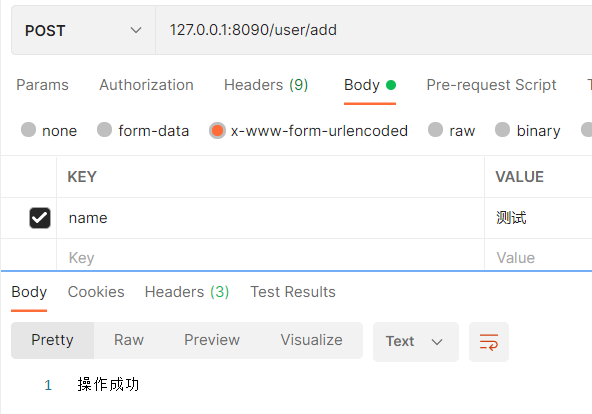 POST 127.0.0.1:8090/user/add
Params Authorization Headers (9) Body Pre-request Script
none form-data x-www-form-urlencoded raw binary
KEY VALUE
name 测试
Key Value
Body Cookies Headers (3) Test Results
Pretty Raw Preview Visualize Text
1 操作成功